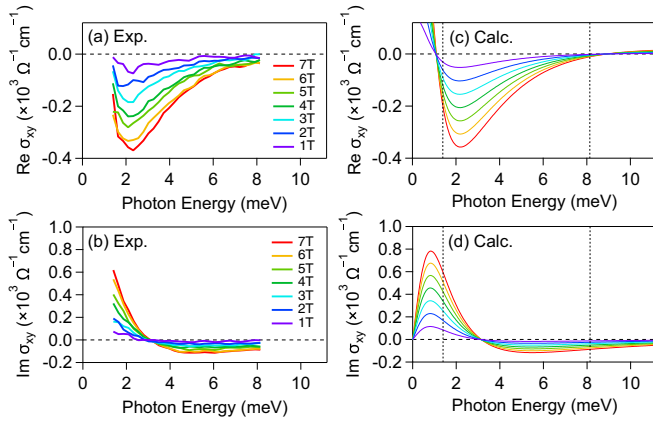 (a) Exp.
0.0
-0.2
-0.4
Re σxy (×10³ Ω⁻¹ cm⁻¹)
7T
6T
5T
4T
3T
2T
1T
0 2 4 6 8 10
Photon Energy (meV)
(c) Calc.
0.0
-0.2
-0.4
Re σxy (×10³ Ω⁻¹ cm⁻¹)
0 2 4 6 8 10
Photon Energy (meV)
(b) Exp.
1.0
0.8
0.6
0.4
0.2
0.0
-0.2
Im σxy (×10³ Ω⁻¹ cm⁻¹)
7T
6T
5T
4T
3T
2T
1T
0 2 4 6 8 10
Photon Energy (meV)
(d) Calc.
1.0
0.8
0.6
0.4
0.2
0.0
-0.2
Im σxy (×10³ Ω⁻¹ cm⁻¹)
0 2 4 6 8 10
Photon Energy (meV)